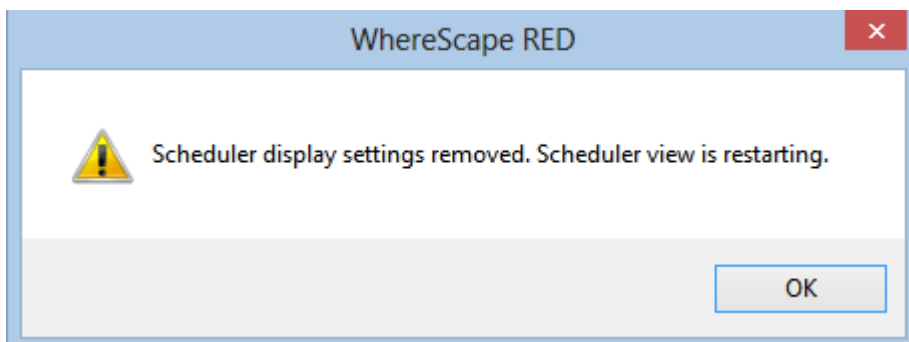 WhereScape RED
Scheduler display settings removed. Scheduler view is restarting.
OK